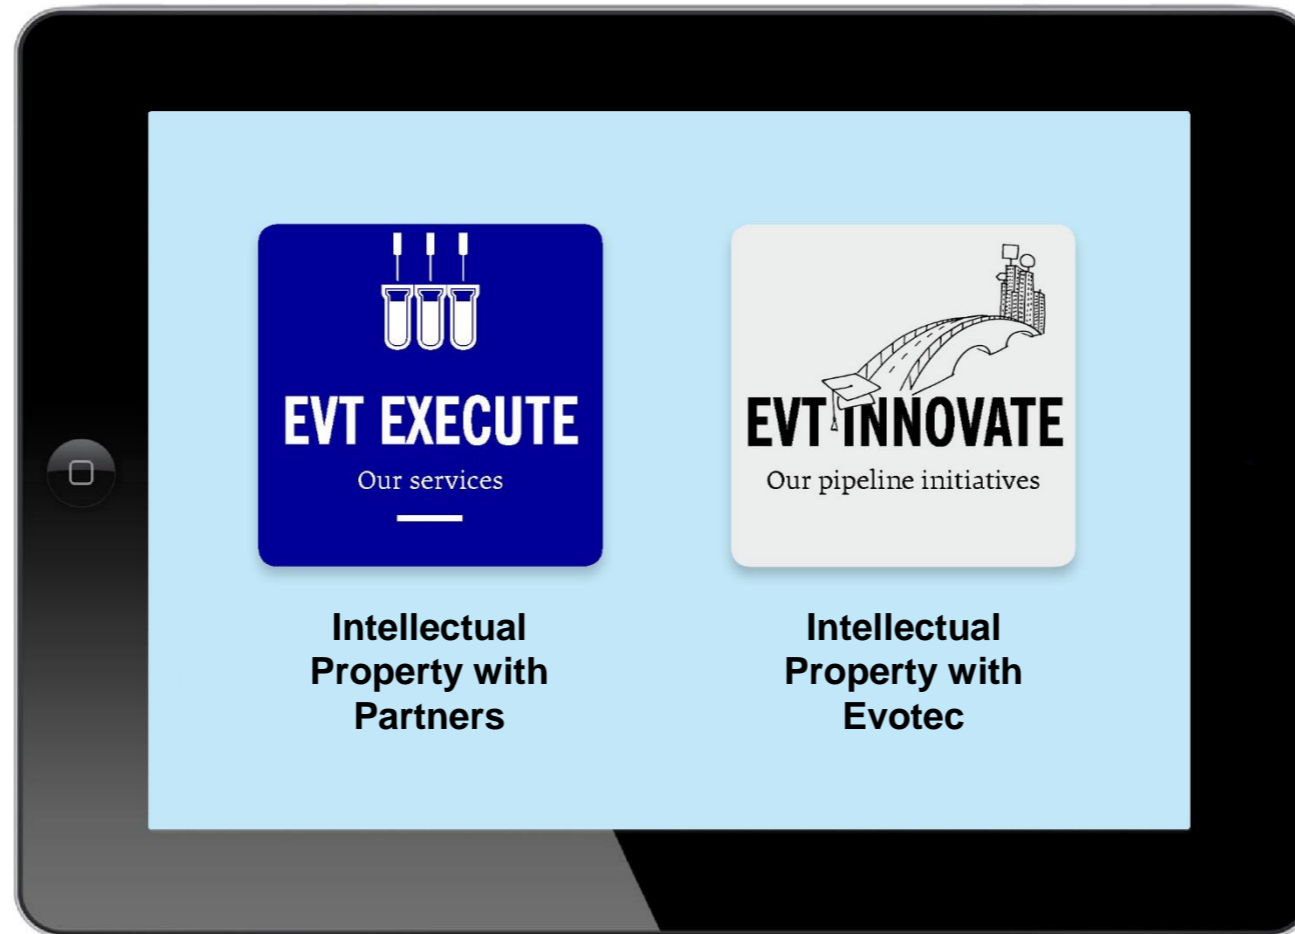 EVT EXECUTE
Our services
Intellectual
Property with
Partners
EVT INNOVATE
Our pipeline initiatives
Intellectual
Property with
Evotec